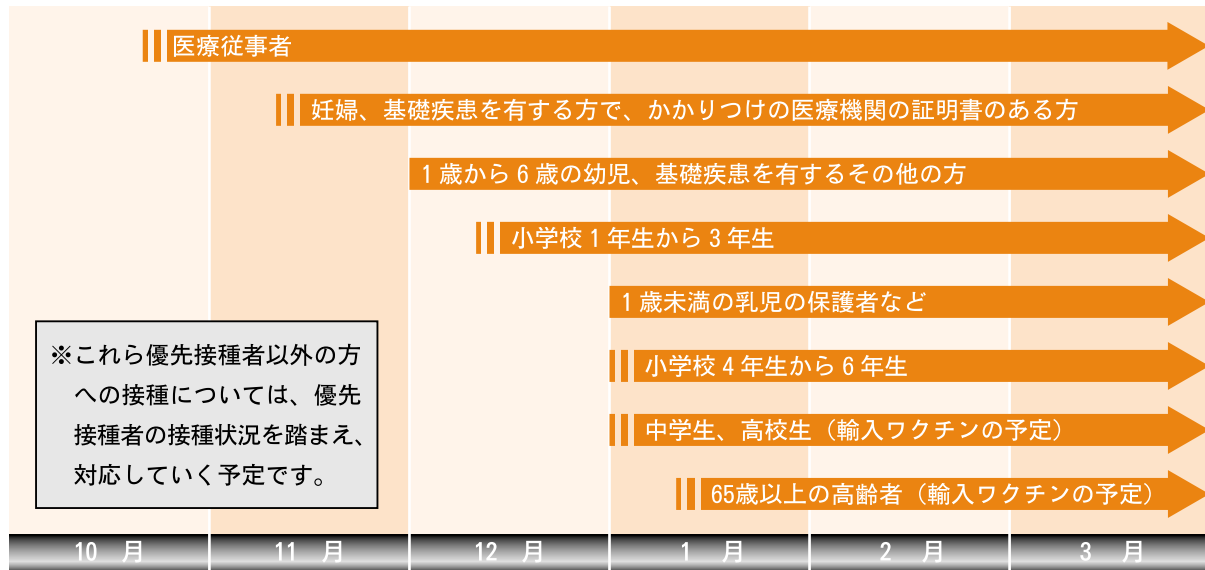 医療従事者
妊婦、基礎疾患を有する方で、かかりつけの医療機関の証明書のある方
1歳から6歳の幼児、基礎疾患を有するその他の方
小学校1年生から3年生
1歳未満の乳児の保護者など
小学校4年生から6年生
中学生、高校生（輸入ワクチンの予定）
65歳以上の高齢者（輸入ワクチンの予定）
※これら優先接種者以外の方
への接種については、優先
接種者の接種状況を踏まえ、
対応していく予定です。
10 月 11 月 12 月 1 月 2 月 3 月